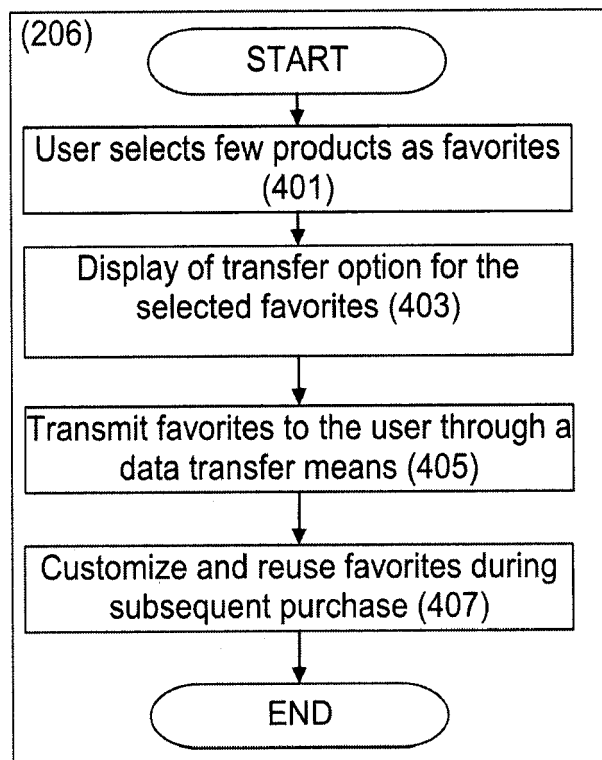 (206)
START
User selects few products as favorites
(401)
Display of transfer option for the
selected favorites (403)
Transmit favorites to the user through a
data transfer means (405)
Customize and reuse favorites during
subsequent purchase (407)
END